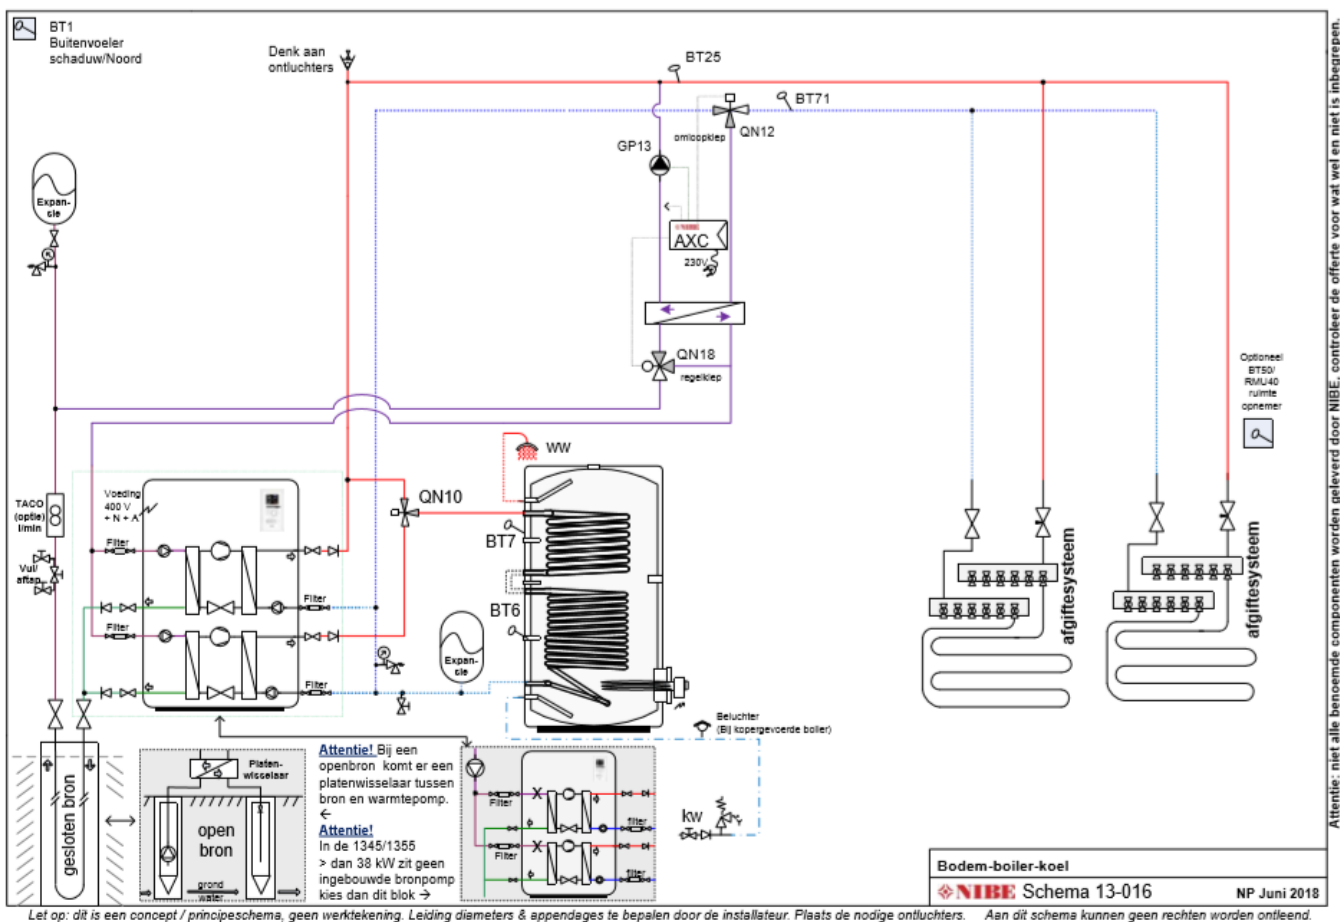 BT1
Buitenvoeler
schaduw/Noord
Denk aan
ontluchters
BT25
BT71
omloopklep
QN12
GP13
Expan-
sie
NIBE
AXC
230V
QN18
regelklep
Optioneel
BT50/
RMU40
ruimte
opnemer
WW
TACO
(optie)
l/min
Voeding
400 V
+ N + A
QN10
Filter
BT7
Vul/
aftap
Filter
Filter
BT6
Expan-
sie
Filter
afgiftesysteem
afgiftesysteem
Beluchter
(Bij kopergevoerde boiler)
gesloten bron
Platen-
wisselaar
open
bron
grond
water
Attentie! Bij een
openbron komt er een
platenwisselaar tussen
bron en warmtepomp.
Attentie!
In de 1345/1355
> dan 38 kW zit geen
ingebouwde bronpomp
kies dan dit blok
Filter
filter
Filter
filter
kw
Bodem-boiler-koel
NIBE Schema 13-016
NP Juni 2018
Attentie: niet alle benoemde componenten worden geleverd door NIBE, controleer de offerte voor wat wel en niet is inbegrepen.
Let op: dit is een concept / principeschema, geen werktekening. Leiding diameters & appendages te bepalen door de installateur. Plaats de nodige ontluchters. Aan dit schema kunnen geen rechten worden ontleend.